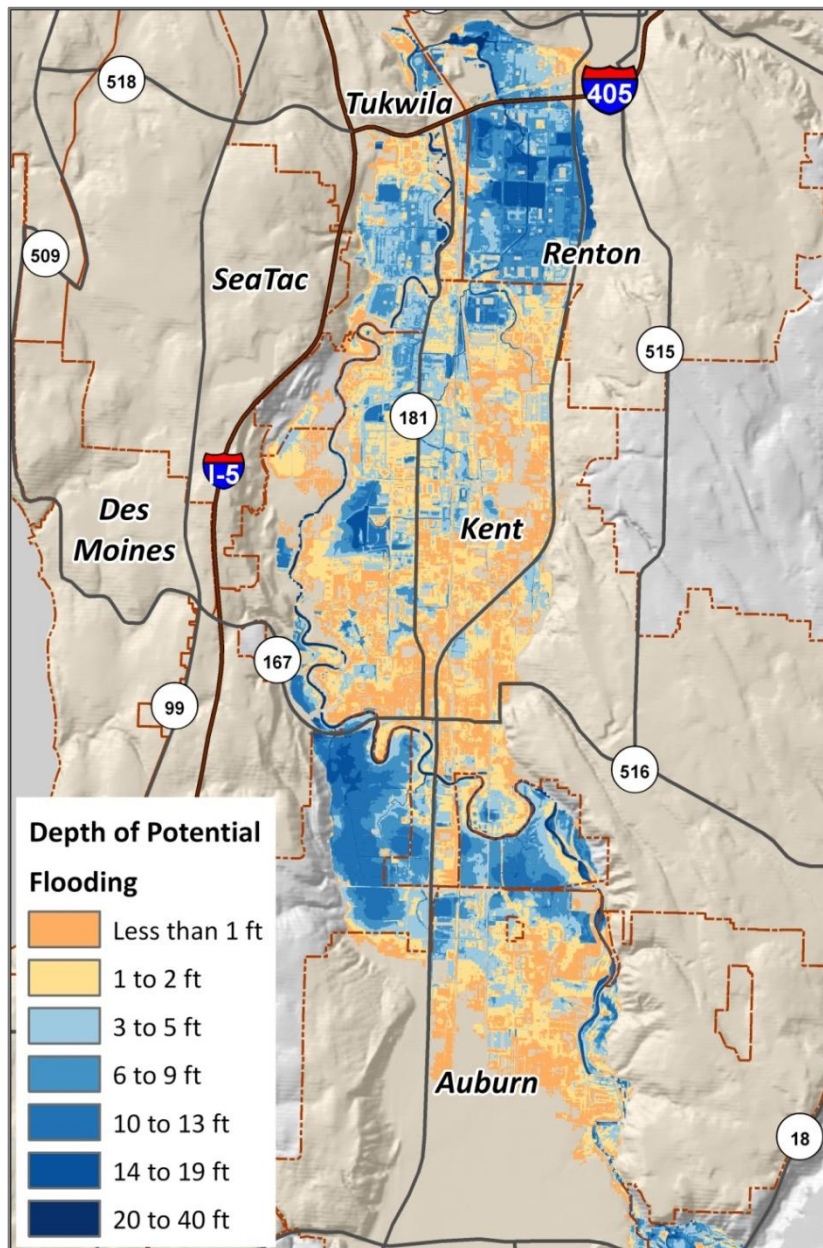 518
Tukwila
405
509
SeaTac
Renton
515
181
I-5
Des
Moines
Kent
167
99
516
Depth of Potential
Flooding
Less than 1 ft
1 to 2 ft
3 to 5 ft
6 to 9 ft
10 to 13 ft
14 to 19 ft
20 to 40 ft
Auburn
18